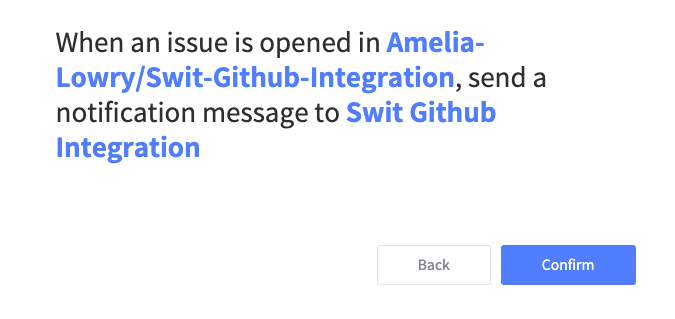 When an issue is opened in Amelia-
Lowry/Swit-Github-Integration, send a
notification message to Swit Github
Integration
Back
Confirm